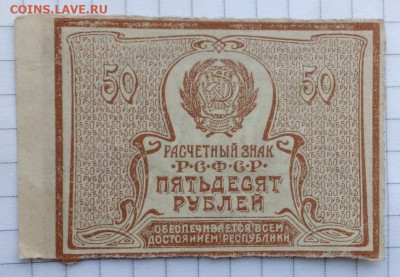 COINS.LAVE.RU
50
50
РАСЧЕТНЫЙ ЗНАК
Р.С.Ф.С.Р.
ПЯТЬДЕСЯТ
РУБЛЕЙ
ОБЕСПЕЧИВАЕТСЯ ВСЕМ
ДОСТОЯНИЕМ РЕСПУБЛИКИ